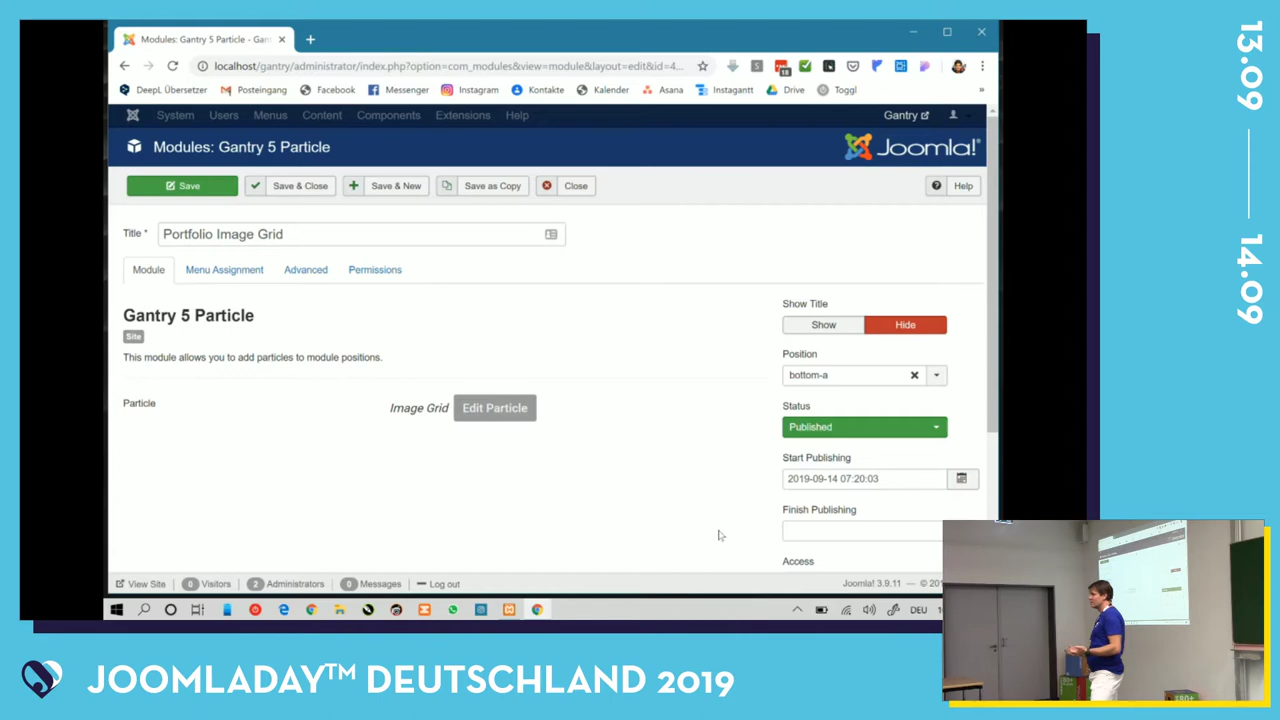 Modules: Gantry 5 Particle - Gan
localhost/gantry/administrator/index.php?option=com_modules&view=module&layout=edit&id=4...
18
DeepL Übersetzer
Posteingang
Facebook
Messenger
Instagram
Kontakte
Kalender
Asana
Instagantt
Drive
Toggl
»
System Users Menus Content Components Extensions Help
Gantry
Modules: Gantry 5 Particle
Joomla!
Save
Save & Close
Save & New
Save as Copy
Close
Help
Title *
Portfolio Image Grid
Module
Menu Assignment
Advanced
Permissions
Gantry 5 Particle
Site
This module allows you to add particles to module positions.
Particle
Image Grid
Edit Particle
Show Title
Show
Hide
Position
bottom-a
Status
Published
Start Publishing
2019-09-14 07:20:03
Finish Publishing
Access
View Site
0 Visitors
2 Administrators
0 Messages
Log out
Joomla! 3.9.11 — © 20
DEU
13.09
14.09
JOOMLADAY™ DEUTSCHLAND 2019